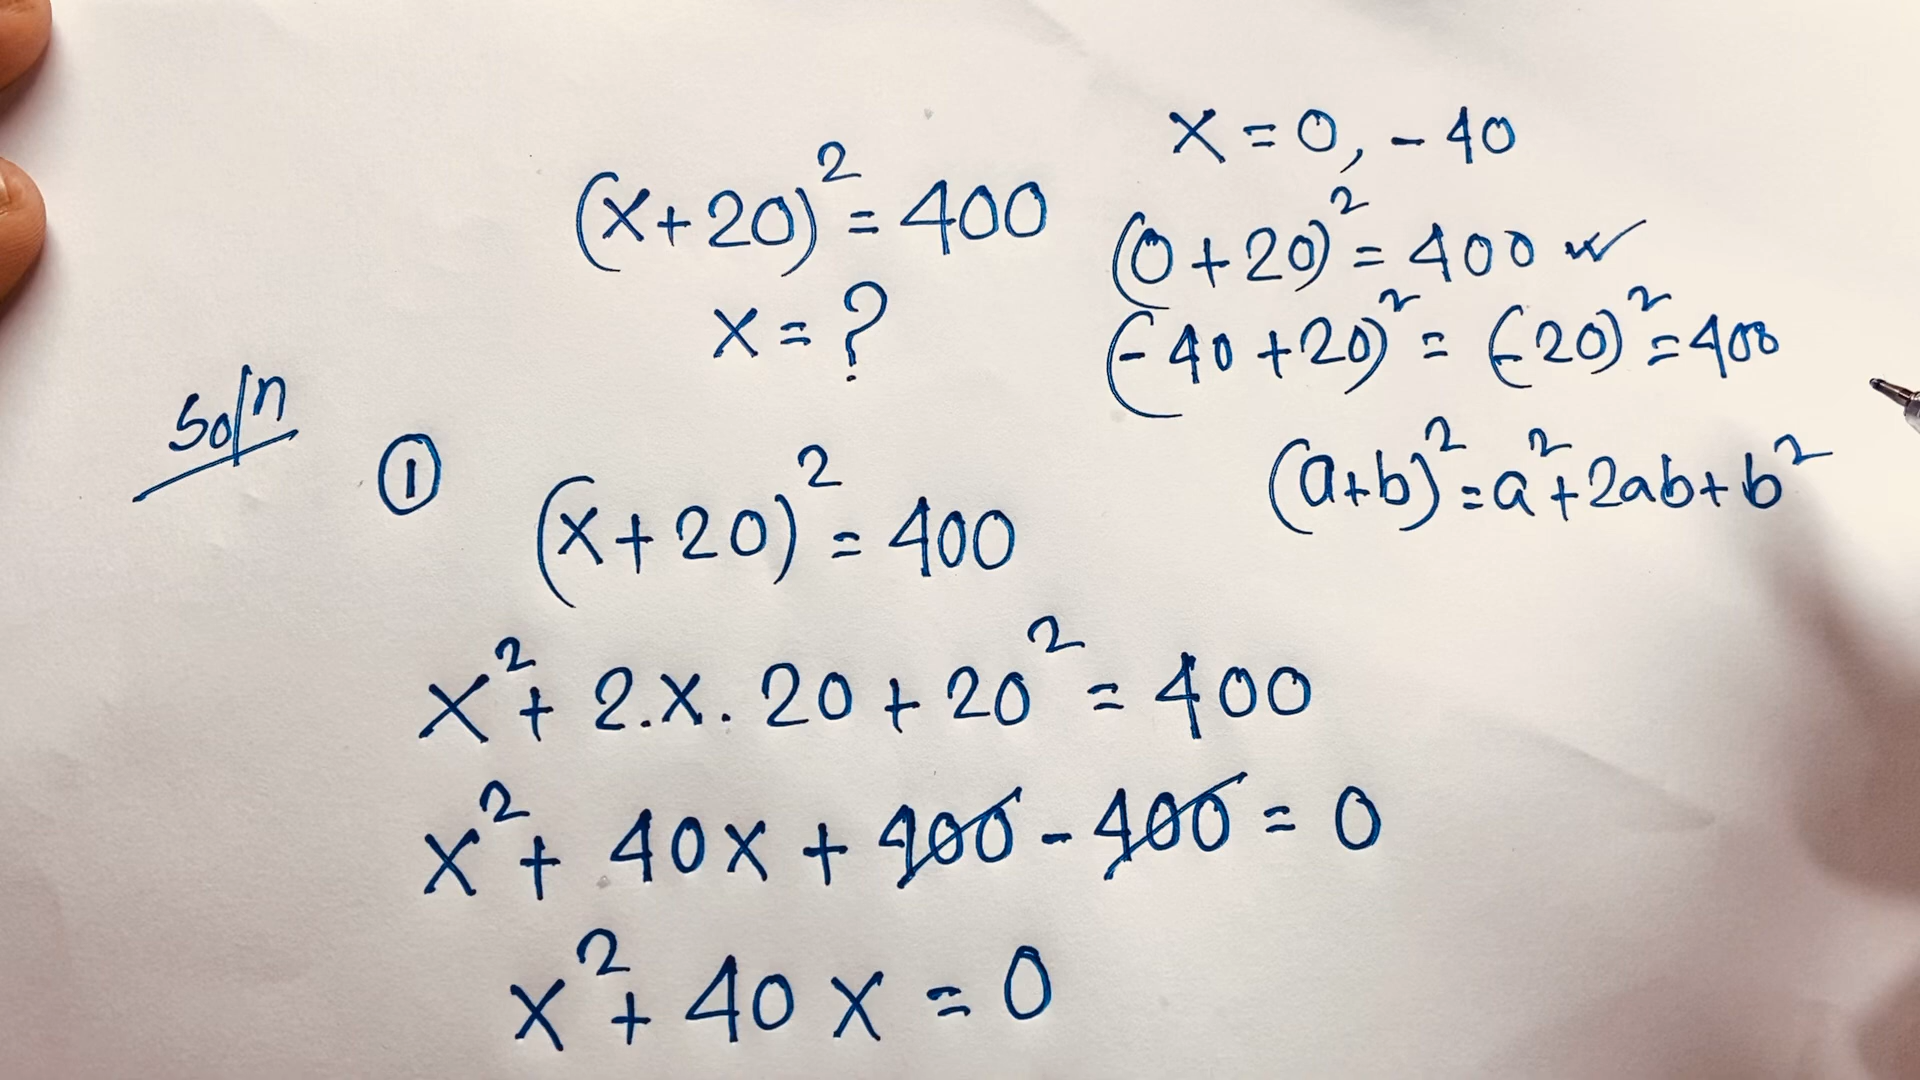 (x+20)² = 400
x = ?
x = 0, -40
(0+20)² = 400 ✓
(-40+20)² = (-20)² = 400
(a+b)² = a² + 2ab + b²
Soln
①
(x+20)² = 400
x² + 2.x.20 + 20² = 400
x² + 40x + 400 - 400 = 0
x² + 40x = 0